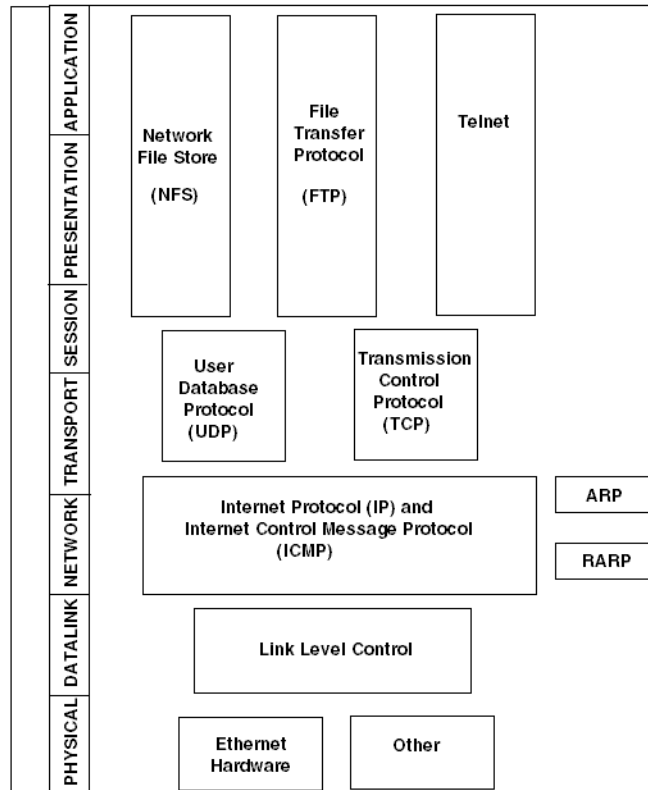 APPLICATION
PRESENTATION
SESSION
TRANSPORT
NETWORK
DATALINK
PHYSICAL
Network
File Store
(NFS)
File
Transfer
Protocol
(FTP)
Telnet
User
Database
Protocol
(UDP)
Transmission
Control
Protocol
(TCP)
Internet Protocol (IP) and
Internet Control Message Protocol
(ICMP)
ARP
RARP
Link Level Control
Ethernet
Hardware
Other